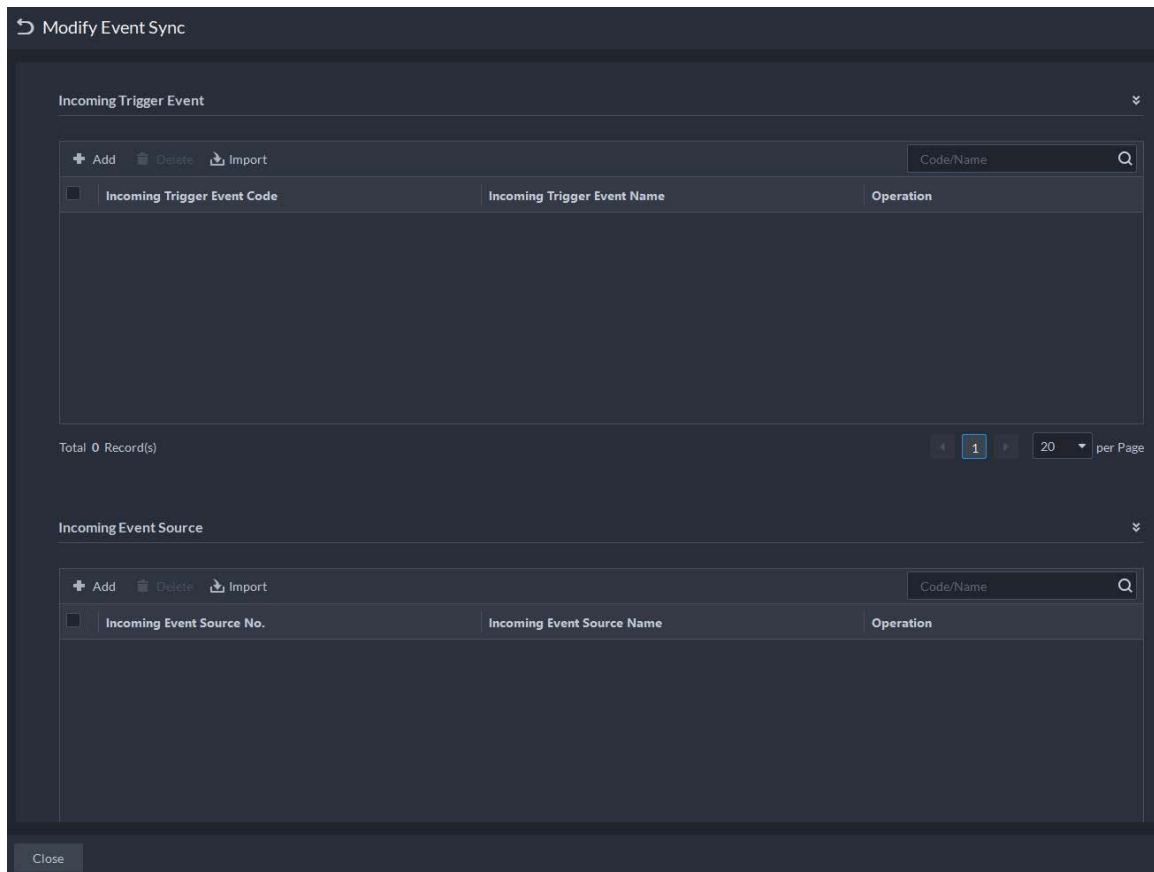 Modify Event Sync
Incoming Trigger Event
Add Delete Import Code/Name
Incoming Trigger Event Code Incoming Trigger Event Name Operation
Total 0 Record(s) 1 20 per Page
Incoming Event Source
Add Delete Import Code/Name
Incoming Event Source No. Incoming Event Source Name Operation
Close